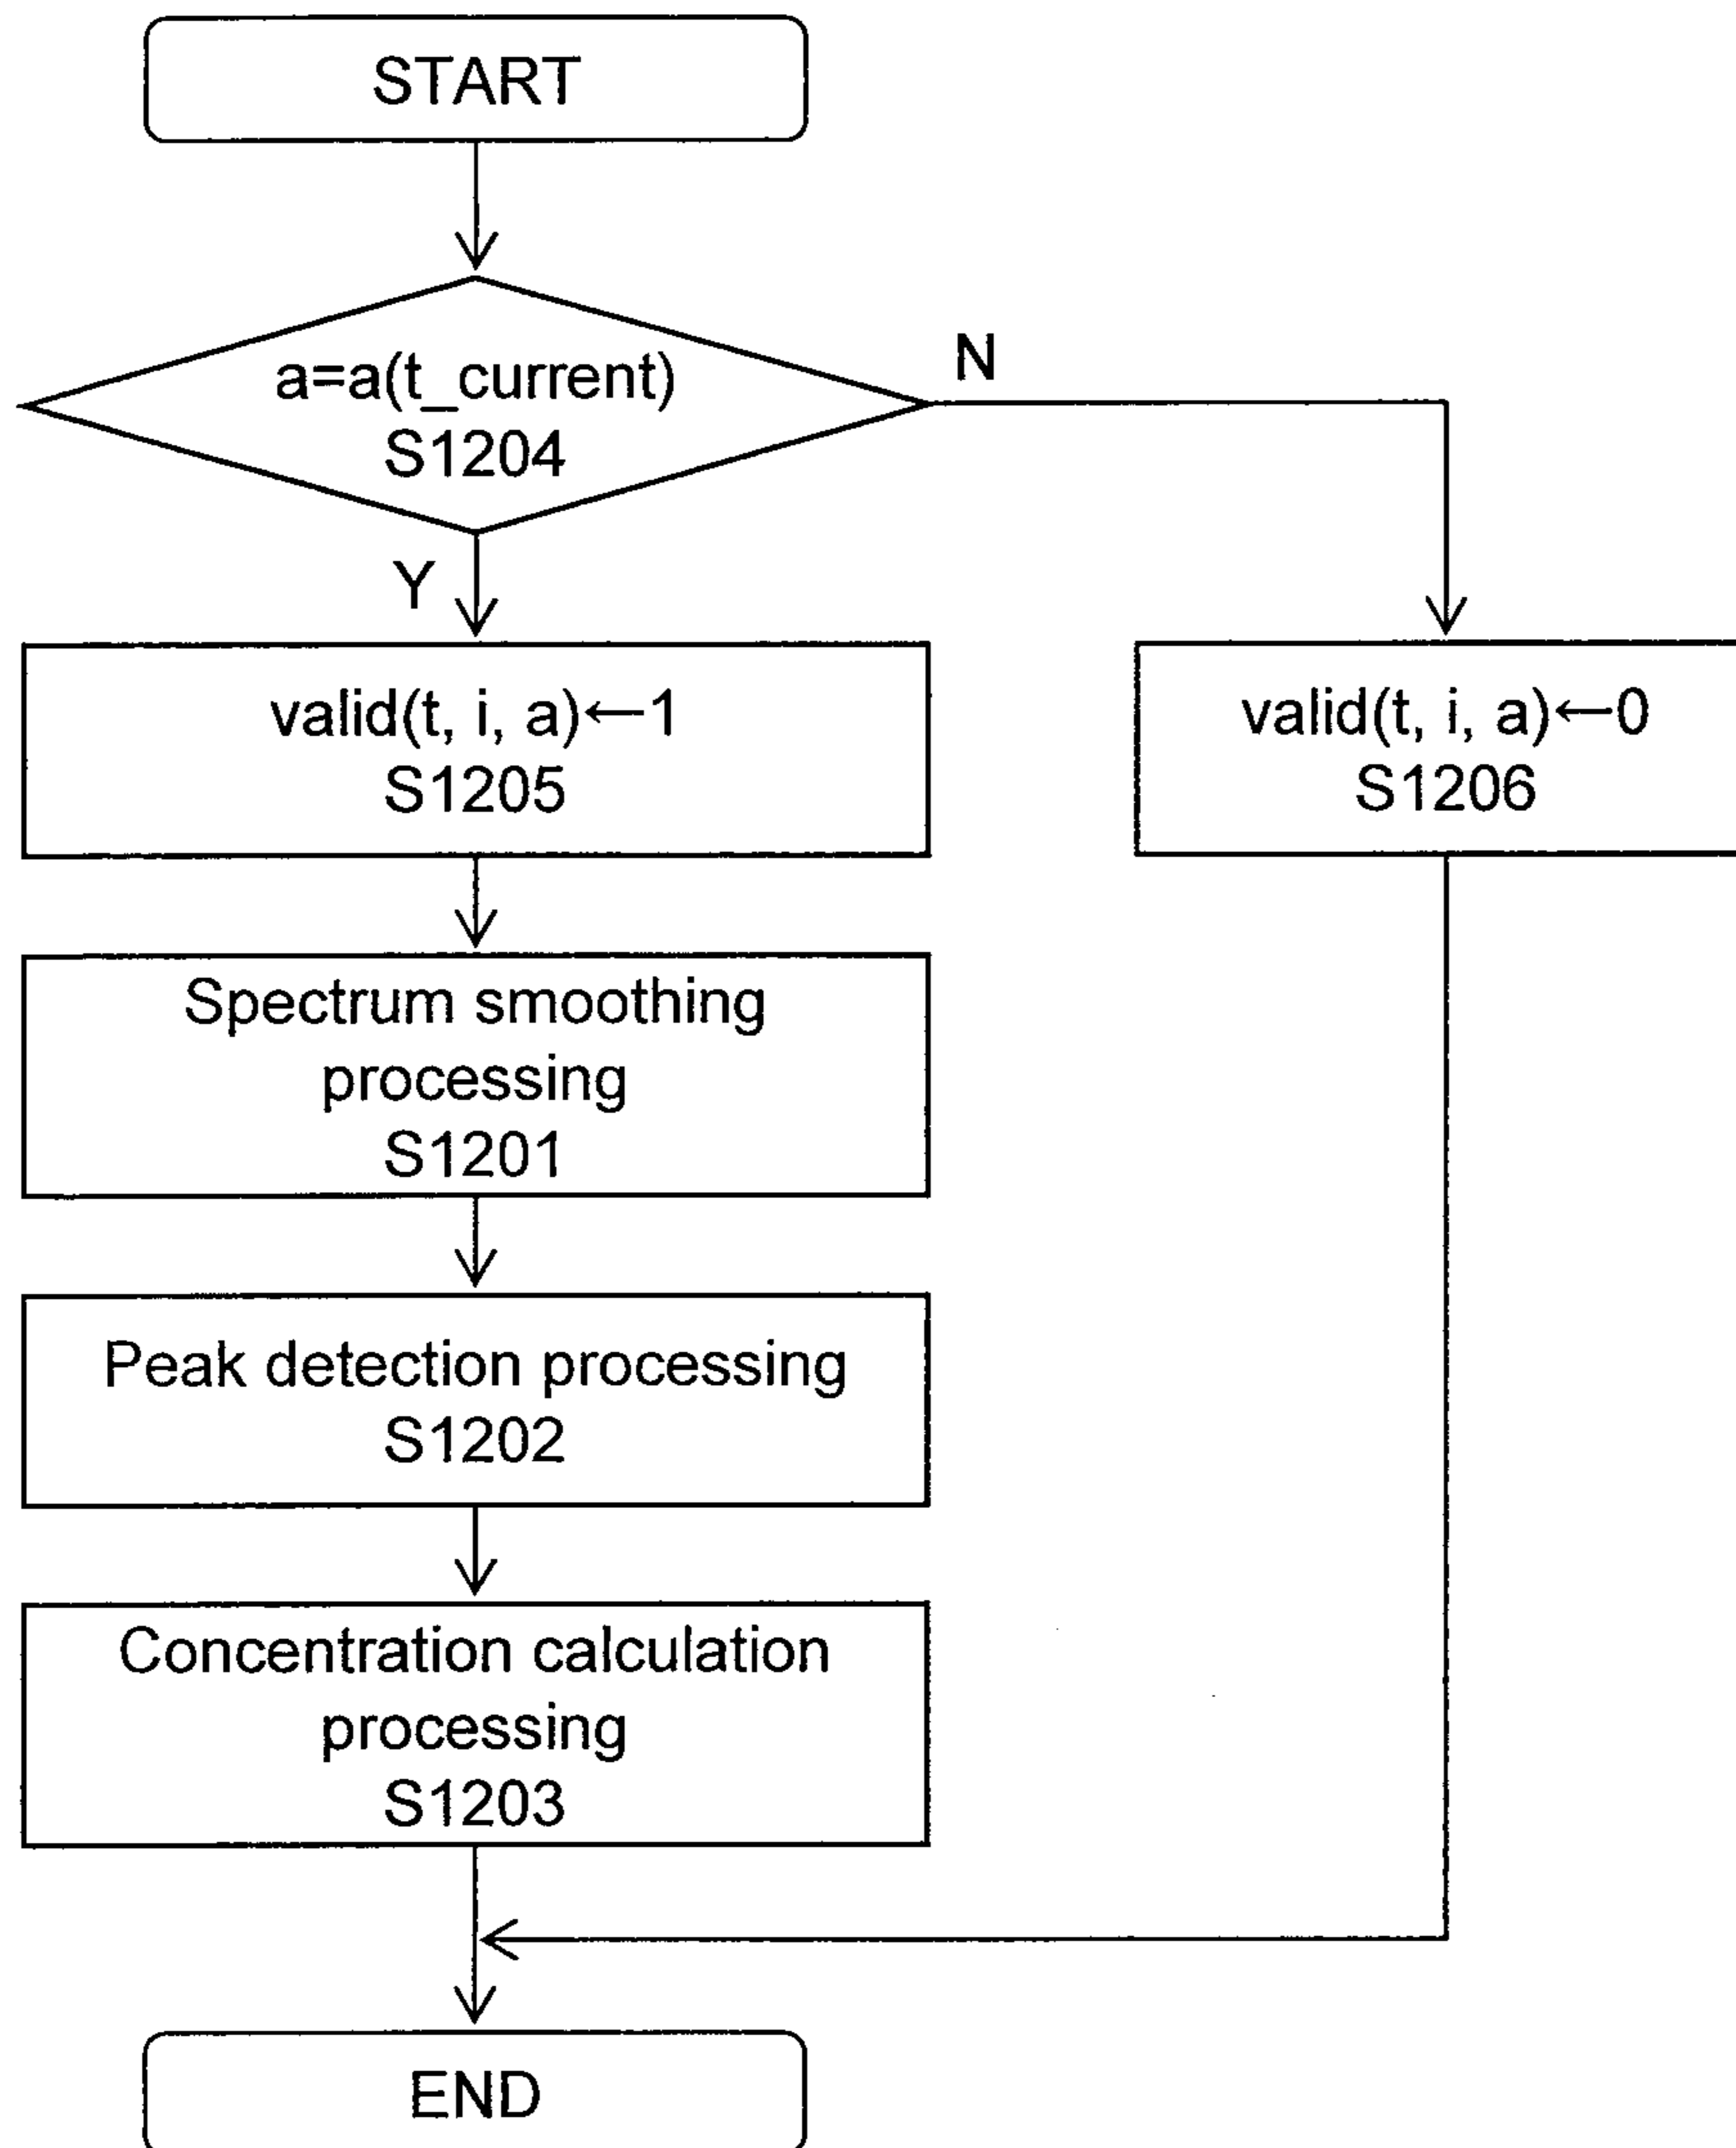 START
a=a(t_current)
S1204
N
Y
valid(t, i, a)←1
S1205
valid(t, i, a)←0
S1206
Spectrum smoothing
processing
S1201
Peak detection processing
S1202
Concentration calculation
processing
S1203
END